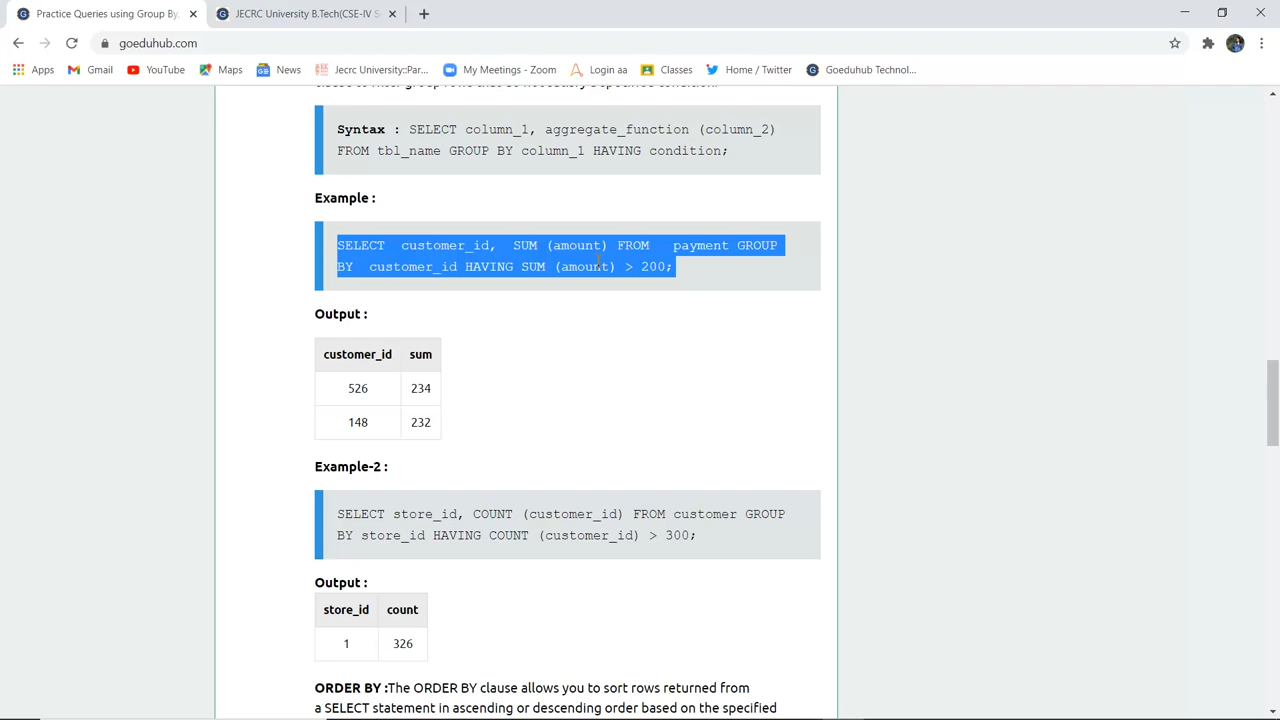 Practice Queries using Group By,
JECRC University B.Tech(CSE-IV S
goeduhub.com
Apps
Gmail
YouTube
Maps
News
Jecrc University::Par...
My Meetings - Zoom
Login aa
Classes
Home / Twitter
Goeduhub Technol...
Syntax : SELECT column_1, aggregate_function (column_2)
FROM tbl_name GROUP BY column_1 HAVING condition;
Example :
SELECT customer_id, SUM (amount) FROM payment GROUP
BY customer_id HAVING SUM (amount) > 200;
Output :
customer_id sum
526 234
148 232
Example-2 :
SELECT store_id, COUNT (customer_id) FROM customer GROUP
BY store_id HAVING COUNT (customer_id) > 300;
Output :
store_id count
1 326
ORDER BY :The ORDER BY clause allows you to sort rows returned from
a SELECT statement in ascending or descending order based on the specified